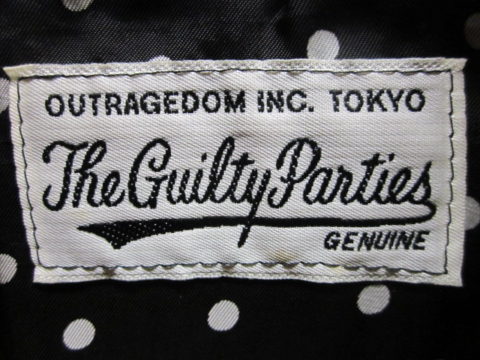 OUTRAGEDOM INC. TOKYO
The Guilty Parties
GENUINE